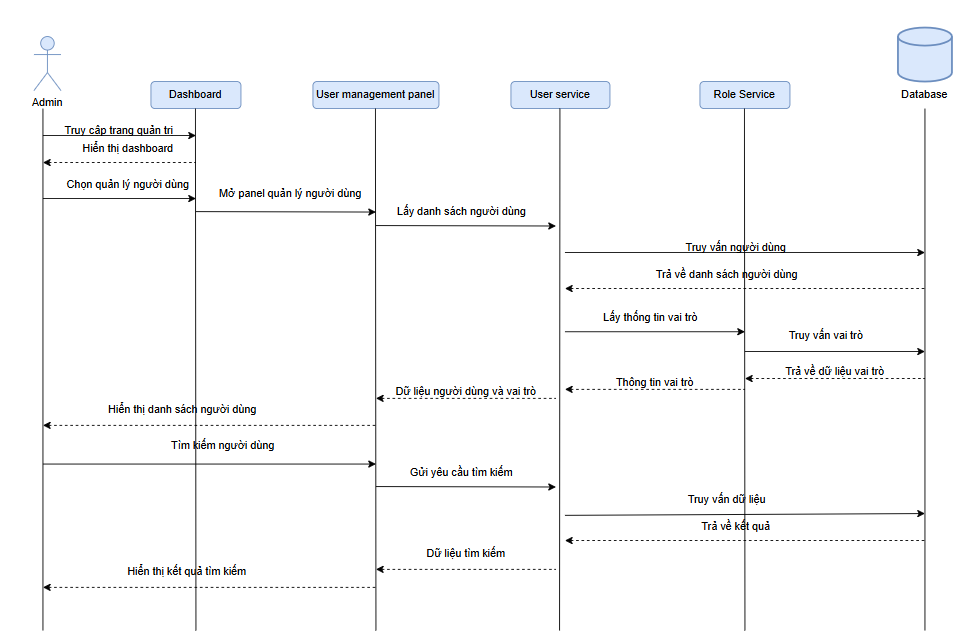 Admin
Dashboard
User management panel
User service
Role Service
Database
Truy cập trang quản trị
Hiển thị dashboard
Chọn quản lý người dùng
Mở panel quản lý người dùng
Lấy danh sách người dùng
Truy vấn người dùng
Trả về danh sách người dùng
Lấy thống tin vai trò
Truy vấn vai trò
Trả về dữ liệu vai trò
Thông tin vai trò
Dữ liệu người dùng và vai trò
Hiển thị danh sách người dùng
Tìm kiếm người dùng
Gửi yêu cầu tìm kiếm
Truy vấn dữ liệu
Trả về kết quả
Dữ liệu tìm kiếm
Hiển thị kết quả tìm kiếm